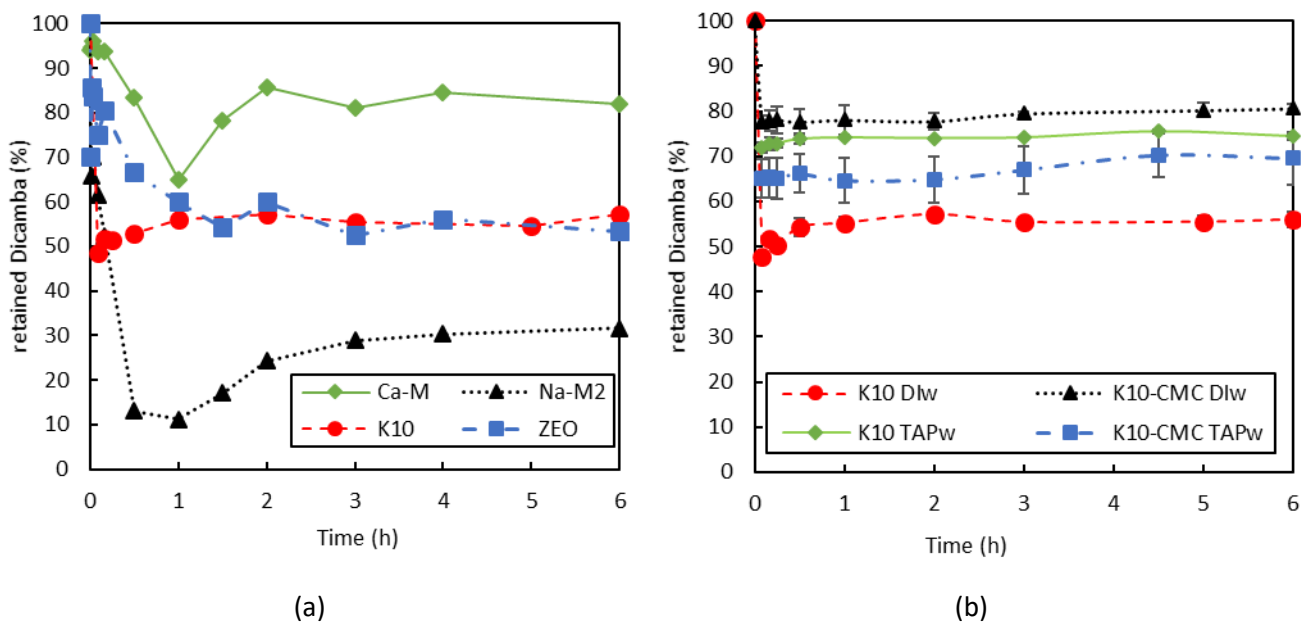 retained Dicamba (%)
100
90
80
70
60
50
40
30
20
10
0
0 1 2 3 4 5 6
Time (h)
Ca-M Na-M2
K10 ZEO
(a)
retained Dicamba (%)
100
90
80
70
60
50
40
30
20
10
0
0 1 2 3 4 5 6
Time (h)
K10 DIw K10-CMC DIw
K10 TAPw K10-CMC TAPw
(b)